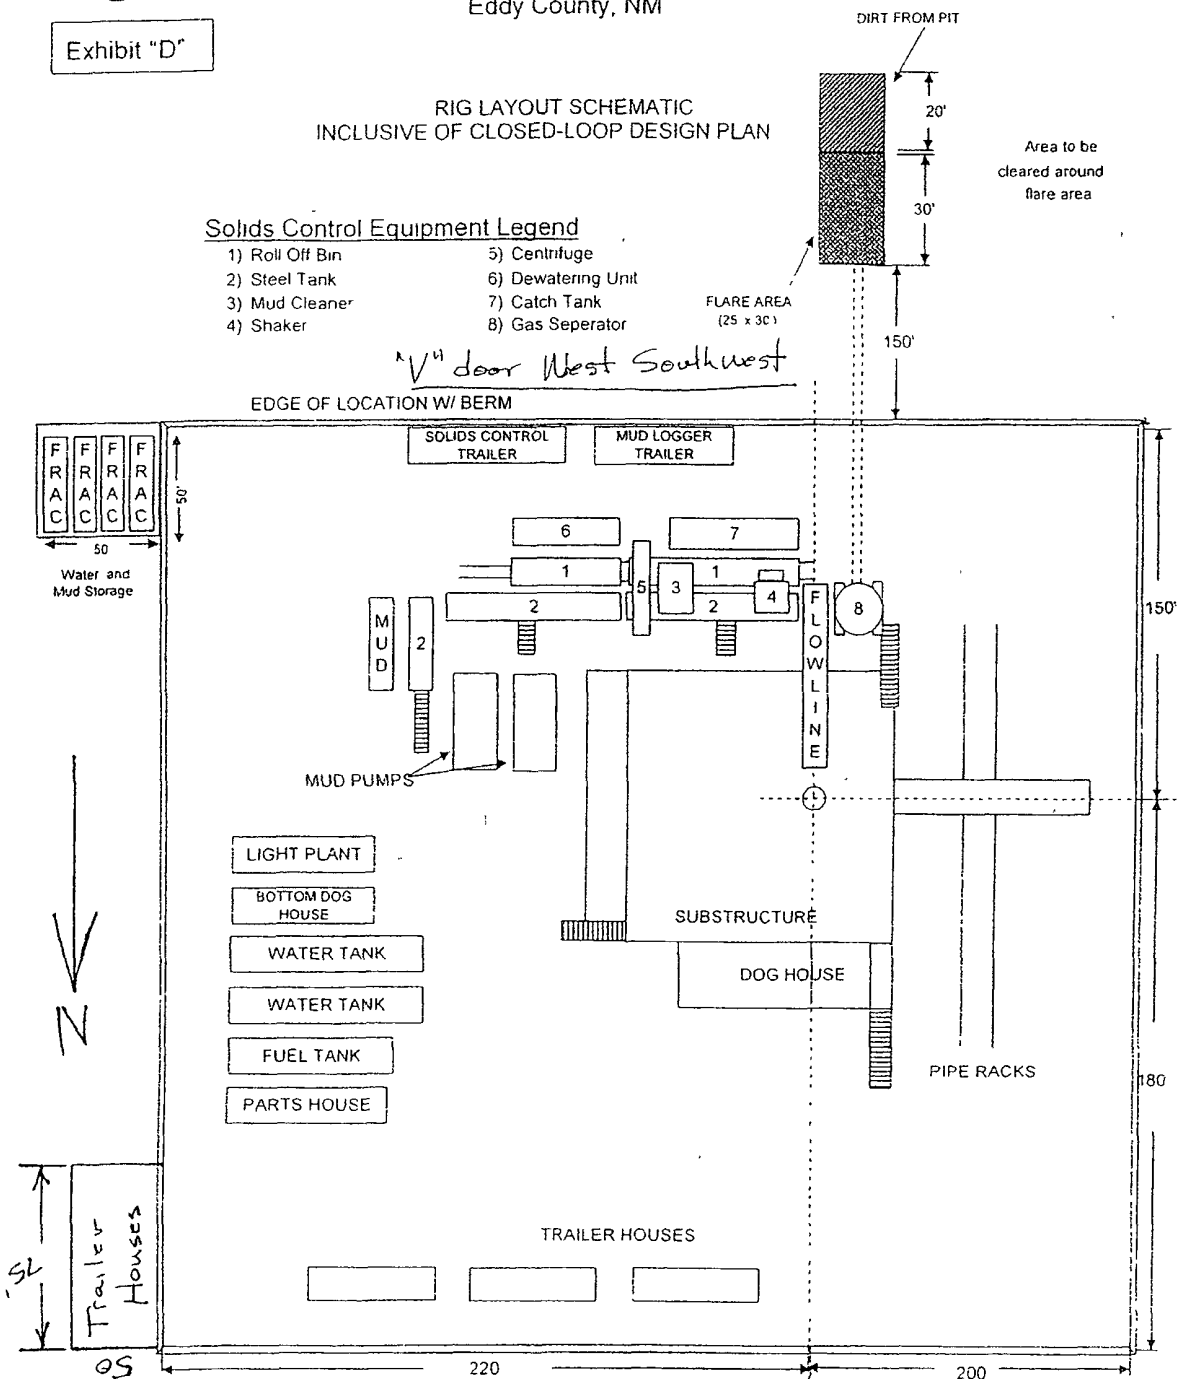 Eddy County, NM
Exhibit "D"
DIRT FROM PIT
RIG LAYOUT SCHEMATIC
INCLUSIVE OF CLOSED-LOOP DESIGN PLAN
20'
Area to be
cleared around
flare area
30'
Solids Control Equipment Legend
1) Roll Off Bin
2) Steel Tank
3) Mud Cleaner
4) Shaker
5) Centrifuge
6) Dewatering Unit
7) Catch Tank
8) Gas Seperator
FLARE AREA
(25 x 30)
150'
"V" door West Southwest
EDGE OF LOCATION W/ BERM
SOLIDS CONTROL
TRAILER
MUD LOGGER
TRAILER
FRAC
FRAC
FRAC
FRAC
50'
50
Water and
Mud Storage
6
7
1
1
5
3
4
2
2
8
FLOWLINE
MUD
2
150'
MUD PUMPS
LIGHT PLANT
BOTTOM DOG
HOUSE
WATER TANK
WATER TANK
FUEL TANK
PARTS HOUSE
SUBSTRUCTURE
DOG HOUSE
PIPE RACKS
180
N
TRAILER HOUSES
Trailer
Houses
75'
50
220
200